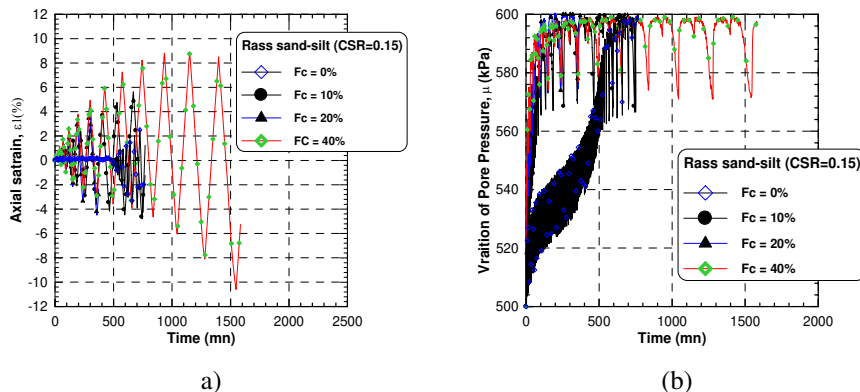 12
10
8
6
4
2
0
-2
-4
-6
-8
-10
-12
Axial satrain, ε1(%)
0 500 1000 1500 2000 2500
Time (mn)
Rass sand-silt (CSR=0.15)
Fc = 0%
Fc = 10%
Fc = 20%
FC = 40%
a)
600
580
560
540
520
500
Vraition of Pore Pressure, μ (kPa)
0 500 1000 1500 2000
Time (mn)
Rass sand-silt (CSR=0.15)
Fc = 0%
Fc = 10%
Fc = 20%
Fc = 40%
(b)